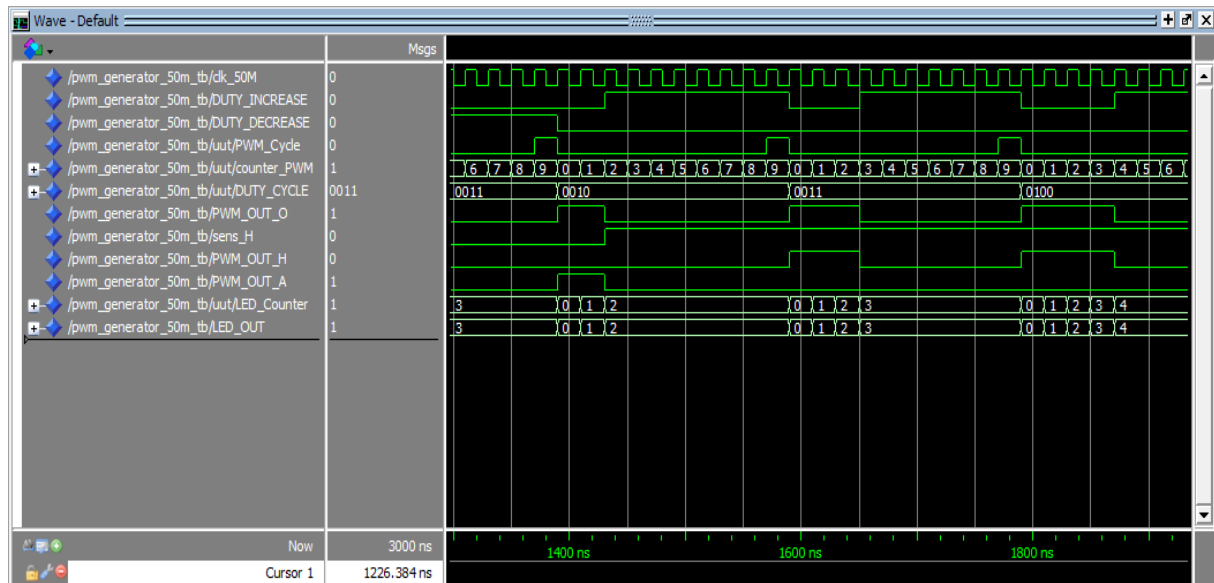 Wave - Default
Msgs
/pwm_generator_50m_tb/clk_50M 0
/pwm_generator_50m_tb/DUTY_INCREASE 0
/pwm_generator_50m_tb/DUTY_DECREASE 0
/pwm_generator_50m_tb/uut/PWM_Cycle 0
/pwm_generator_50m_tb/uut/counter_PWM 1 6 7 8 9 0 1 2 3 4 5 6 7 8 9 0 1 2 3 4 5 6 7 8 9 0 1 2 3 4 5 6
/pwm_generator_50m_tb/uut/DUTY_CYCLE 0011 0011 0010 0011 0100
/pwm_generator_50m_tb/PWM_OUT_O 1
/pwm_generator_50m_tb/sens_H 0
/pwm_generator_50m_tb/PWM_OUT_H 0
/pwm_generator_50m_tb/PWM_OUT_A 1
/pwm_generator_50m_tb/uut/LED_Counter 1 3 0 1 2 0 1 2 3 0 1 2 3 4
/pwm_generator_50m_tb/LED_OUT 1 3 0 1 2 0 1 2 3 0 1 2 3 4
Now 3000 ns 1400 ns 1600 ns 1800 ns
Cursor 1 1226.384 ns